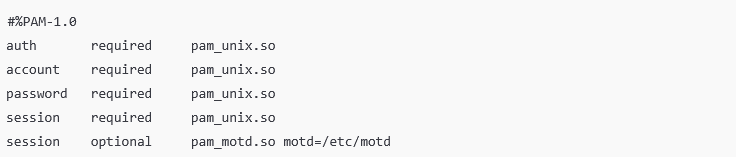 #%PAM-1.0
auth       required     pam_unix.so
account    required     pam_unix.so
password   required     pam_unix.so
session    required     pam_unix.so
session    optional     pam_motd.so motd=/etc/motd